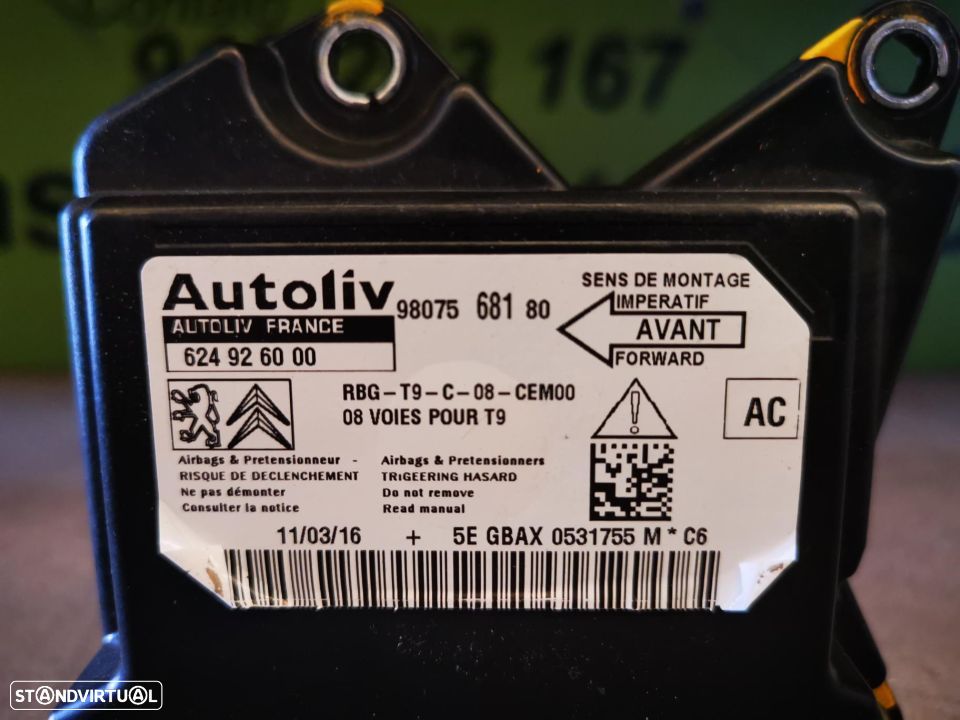 167
Autoliv
AUTOLIV FRANCE
624 92 60 00
98075 681 80
SENS DE MONTAGE
IMPERATIF
AVANT
FORWARD
RBG-T9-C-08-CEM00
08 VOIES POUR T9
AC
Airbags & Pretensionneur -
RISQUE DE DECLENCHEMENT
Ne pas démonter
Consulter la notice
Airbags & Pretensionners
TRiGEERING HASARD
Do not remove
Read manual
11/03/16 + 5E GBAX 0531755 M * C6
STANDVIRTUAL